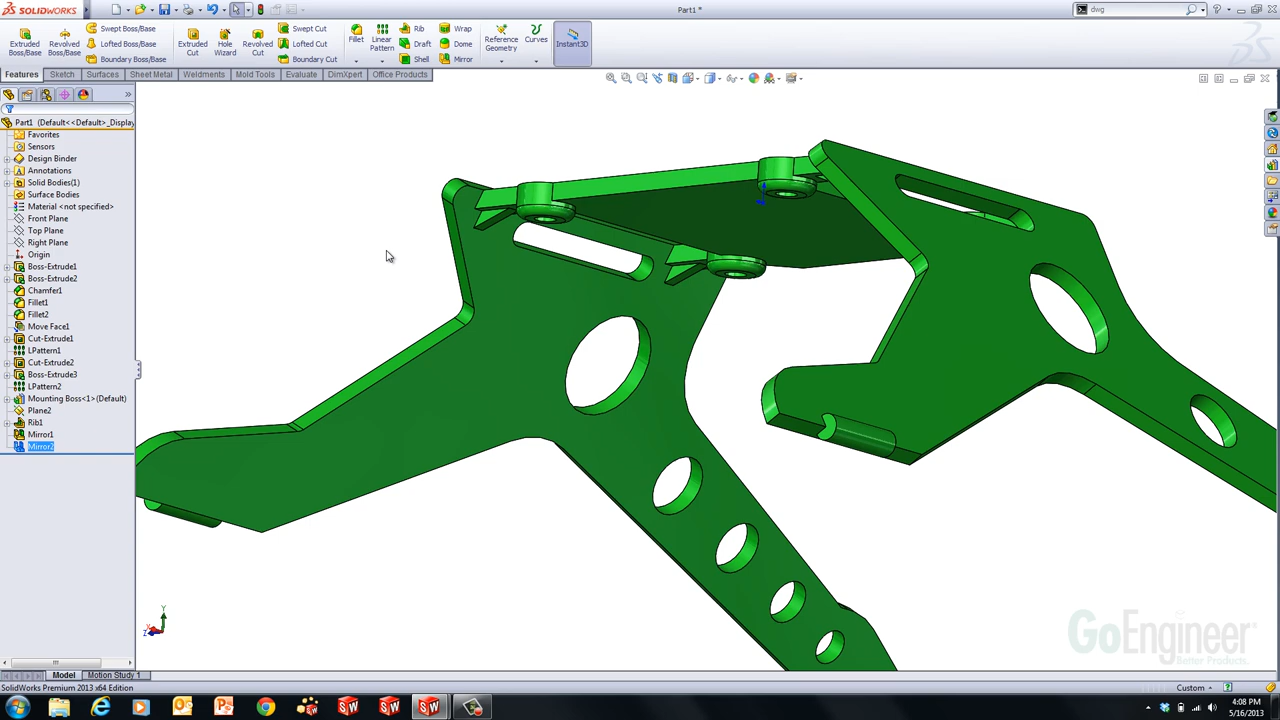 SOLIDWORKS
Part1 *
dwg
Extruded Boss/Base
Revolved Boss/Base
Swept Boss/Base
Lofted Boss/Base
Boundary Boss/Base
Extruded Cut
Hole Wizard
Revolved Cut
Swept Cut
Lofted Cut
Boundary Cut
Fillet
Linear Pattern
Rib
Draft
Shell
Wrap
Dome
Mirror
Reference Geometry
Curves
Instant3D
Features
Sketch
Surfaces
Sheet Metal
Weldments
Mold Tools
Evaluate
DimXpert
Office Products
Part1 (Default<<Default>_Display
Favorites
Sensors
Design Binder
Annotations
Solid Bodies(1)
Surface Bodies
Material <not specified>
Front Plane
Top Plane
Right Plane
Origin
Boss-Extrude1
Boss-Extrude2
Chamfer1
Fillet1
Fillet2
Move Face1
Cut-Extrude1
LPattern1
Cut-Extrude2
Boss-Extrude3
LPattern2
Mounting Boss<1>(Default)
Plane2
Rib1
Mirror1
Mirror2
Y
X
Z
GoEngineer
Better Products.
Model
Motion Study 1
SolidWorks Premium 2013 x64 Edition
Custom
4:08 PM
5/16/2013